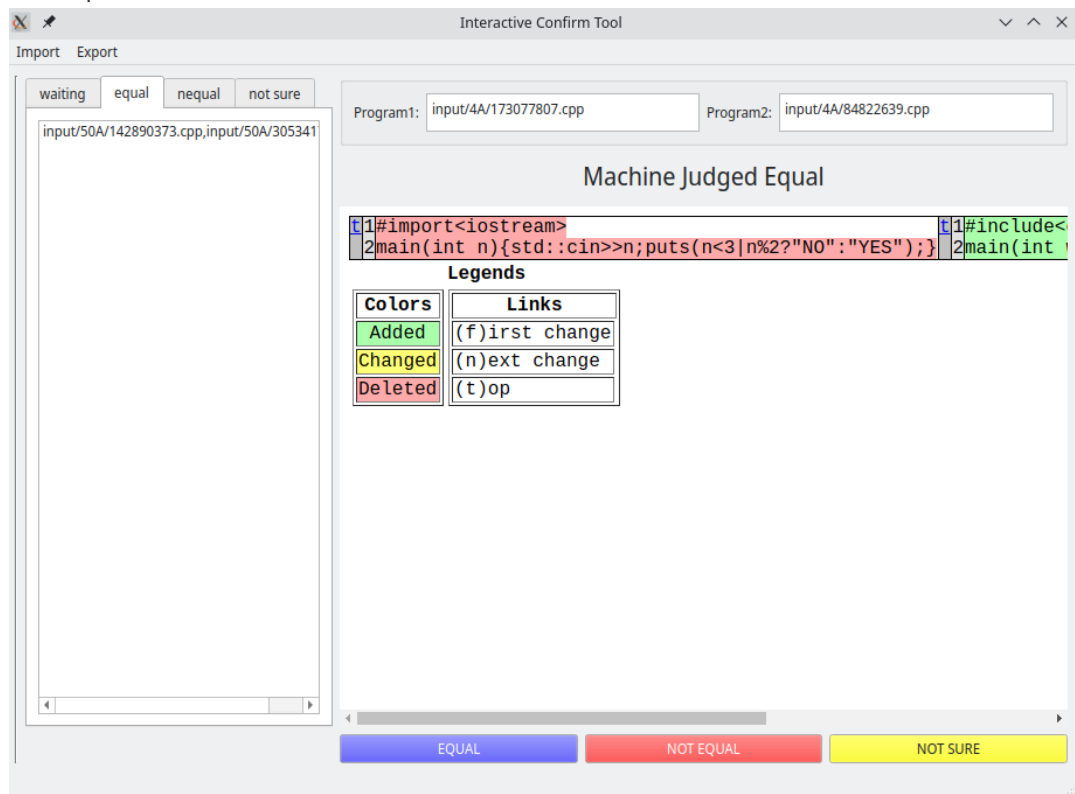 Interactive Confirm Tool
Import Export
waiting equal nequal not sure
input/50A/142890373.cpp,input/50A/305341
Program1: input/4A/173077807.cpp Program2: input/4A/84822639.cpp
Machine Judged Equal
t 1 #import<iostream> t 1 #include<
2 main(int n){std::cin>>n;puts(n<3|n%2?"NO":"YES");} 2 main(int
Legends
Colors Links
Added (f)irst change
Changed (n)ext change
Deleted (t)op
EQUAL NOT EQUAL NOT SURE